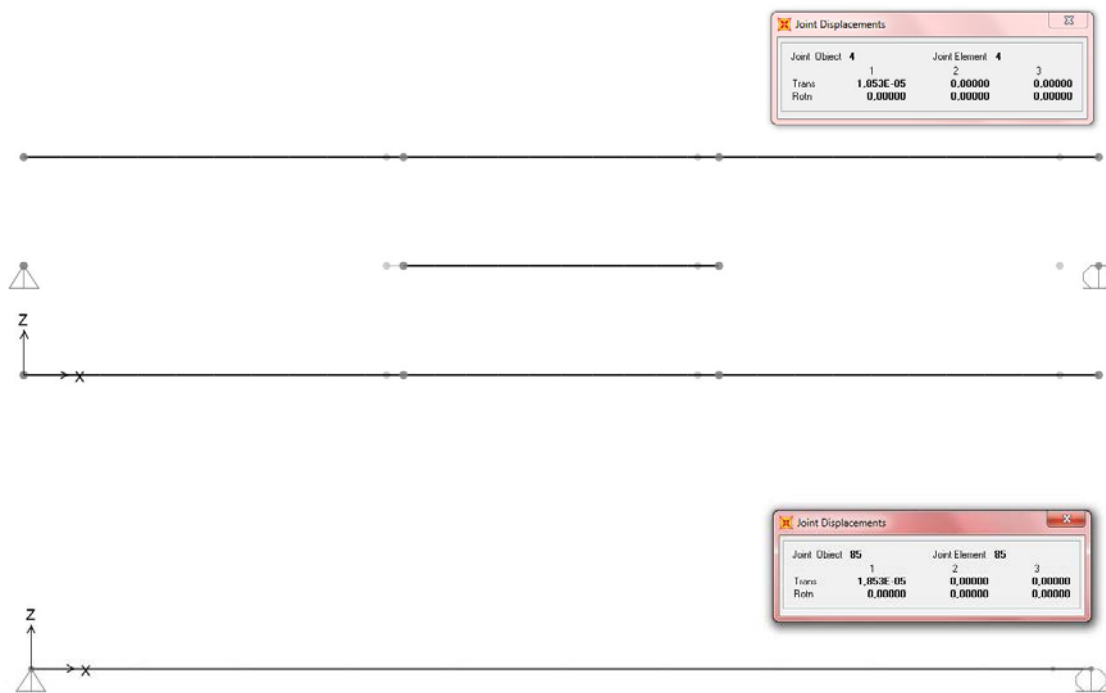 Joint Displacements
Joint Object 4 Joint Element 4
1 2 3
Trans 1,853E-05 0,00000 0,00000
Rotn 0,00000 0,00000 0,00000
Z
X
Joint Displacements
Joint Object 85 Joint Element 85
1 2 3
Trans 1,853E-05 0,00000 0,00000
Rotn 0,00000 0,00000 0,00000
Z
X